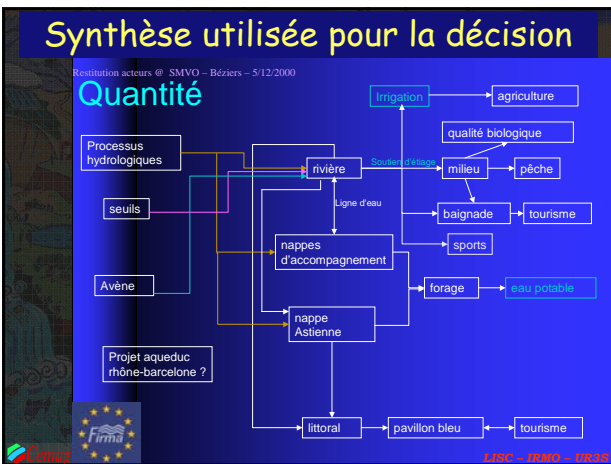 Synthèse utilisée pour la décision
Restitution acteurs @ SMVO – Béziers – 5/12/2000
Quantité
Irrigation
agriculture
qualité biologique
Processus
hydrologiques
rivière
Soutien d'étiage
milieu
pêche
seuils
Ligne d'eau
baignade
tourisme
nappes
d'accompagnement
sports
Avène
forage
eau potable
nappe
Astienne
Projet aqueduc
rhône-barcelone ?
Firma
littoral
pavillon bleu
tourisme
Cemagref
LISC – IRMO – UR3S